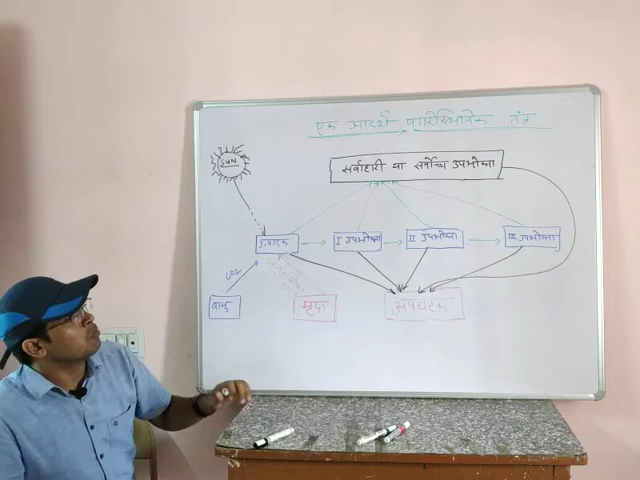 एक आदर्श पारिस्थितिक तंत्र
SUN
सर्वाहारी या सर्वोच्च उपभोक्ता
उत्पादक
I उपभोक्ता
II उपभोक्ता
III उपभोक्ता
CO2
वायु
मृदा
अपघटक